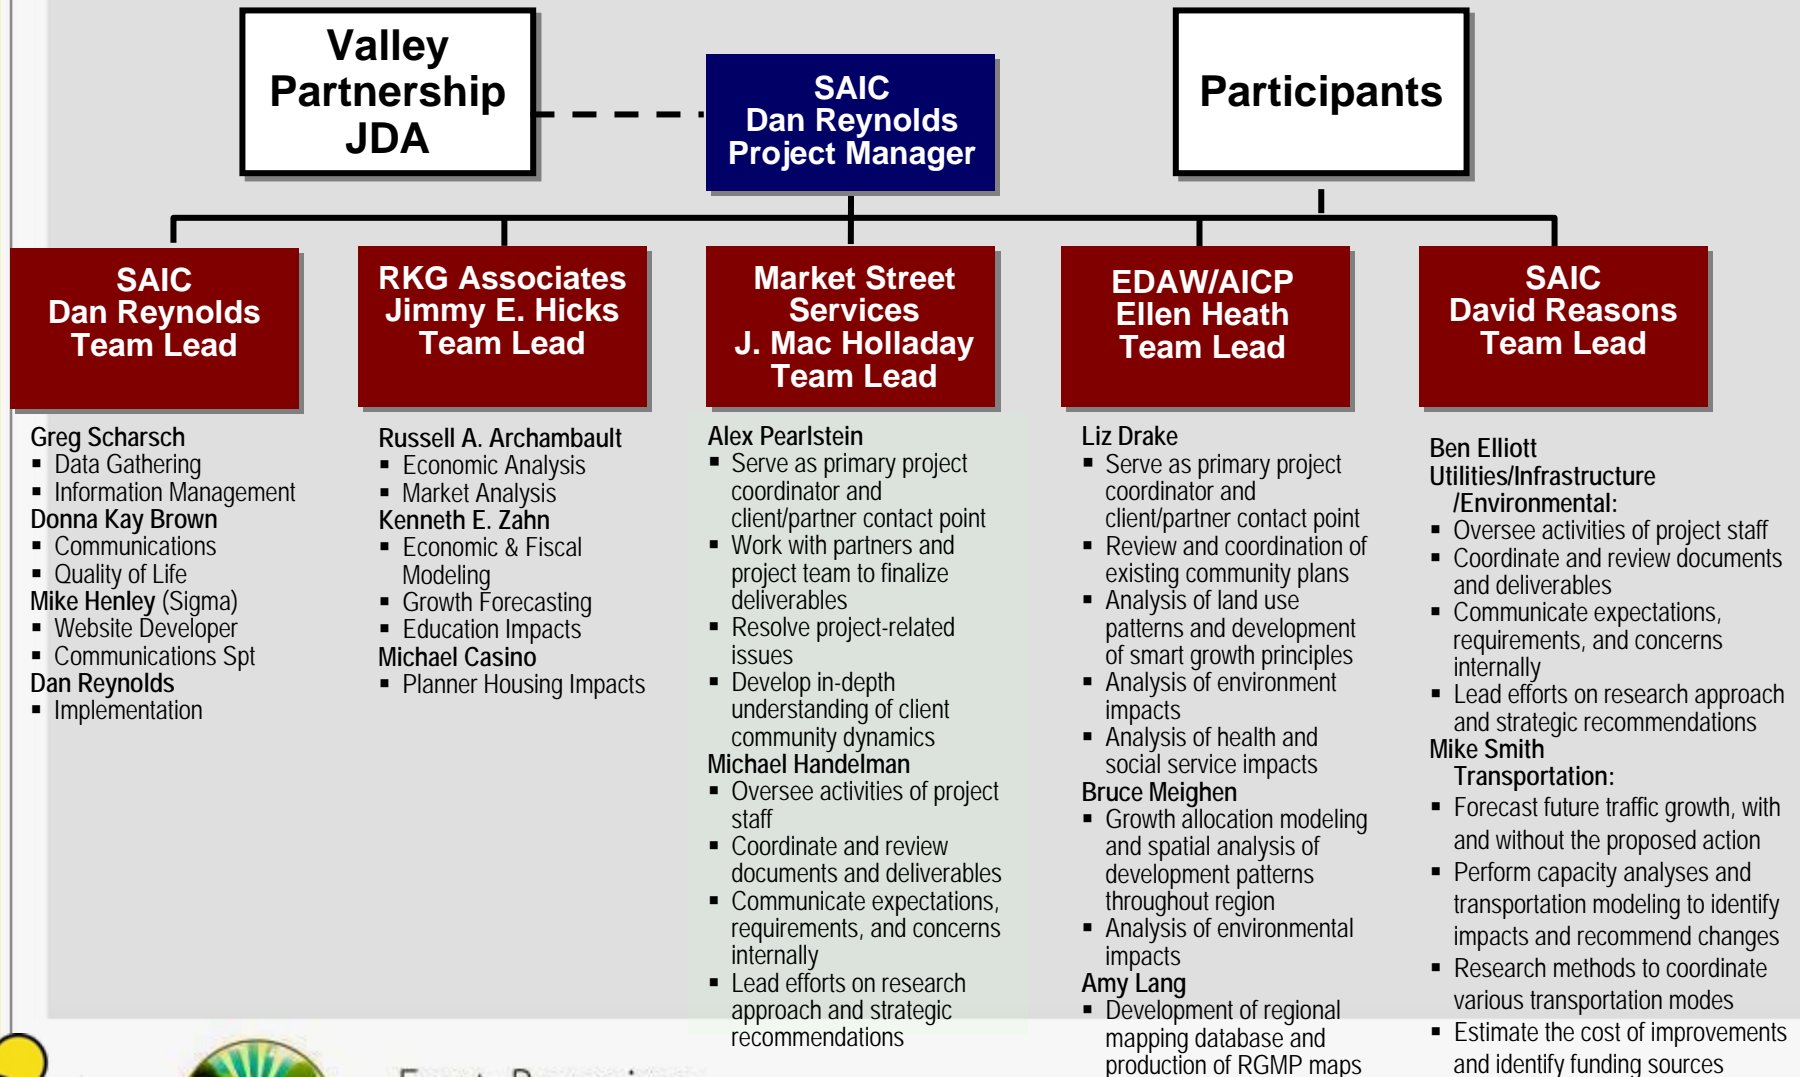 Valley
Partnership
JDA
SAIC
Dan Reynolds
Project Manager
Participants
SAIC
Dan Reynolds
Team Lead
RKG Associates
Jimmy E. Hicks
Team Lead
Market Street
Services
J. Mac Holladay
Team Lead
EDAW/AICP
Ellen Heath
Team Lead
SAIC
David Reasons
Team Lead
Greg Scharsch
▪ Data Gathering
▪ Information Management
Donna Kay Brown
▪ Communications
▪ Quality of Life
Mike Henley (Sigma)
▪ Website Developer
▪ Communications Spt
Dan Reynolds
▪ Implementation
Russell A. Archambault
▪ Economic Analysis
▪ Market Analysis
Kenneth E. Zahn
▪ Economic & Fiscal
Modeling
▪ Growth Forecasting
▪ Education Impacts
Michael Casino
▪ Planner Housing Impacts
Alex Pearlstein
▪ Serve as primary project
coordinator and
client/partner contact point
▪ Work with partners and
project team to finalize
deliverables
▪ Resolve project-related
issues
▪ Develop in-depth
understanding of client
community dynamics
Michael Handelman
▪ Oversee activities of project
staff
▪ Coordinate and review
documents and deliverables
▪ Communicate expectations,
requirements, and concerns
internally
▪ Lead efforts on research
approach and strategic
recommendations
Liz Drake
▪ Serve as primary project
coordinator and
client/partner contact point
▪ Review and coordination of
existing community plans
▪ Analysis of land use
patterns and development
of smart growth principles
▪ Analysis of environment
impacts
▪ Analysis of health and
social service impacts
Bruce Meighen
▪ Growth allocation modeling
and spatial analysis of
development patterns
throughout region
▪ Analysis of environmental
impacts
Amy Lang
▪ Development of regional
mapping database and
production of RGMP maps
Ben Elliott
Utilities/Infrastructure
/Environmental:
▪ Oversee activities of project staff
▪ Coordinate and review documents
and deliverables
▪ Communicate expectations,
requirements, and concerns
internally
▪ Lead efforts on research approach
and strategic recommendations
Mike Smith
Transportation:
▪ Forecast future traffic growth, with
and without the proposed action
▪ Perform capacity analyses and
transportation modeling to identify
impacts and recommend changes
▪ Research methods to coordinate
various transportation modes
▪ Estimate the cost of improvements
and identify funding sources